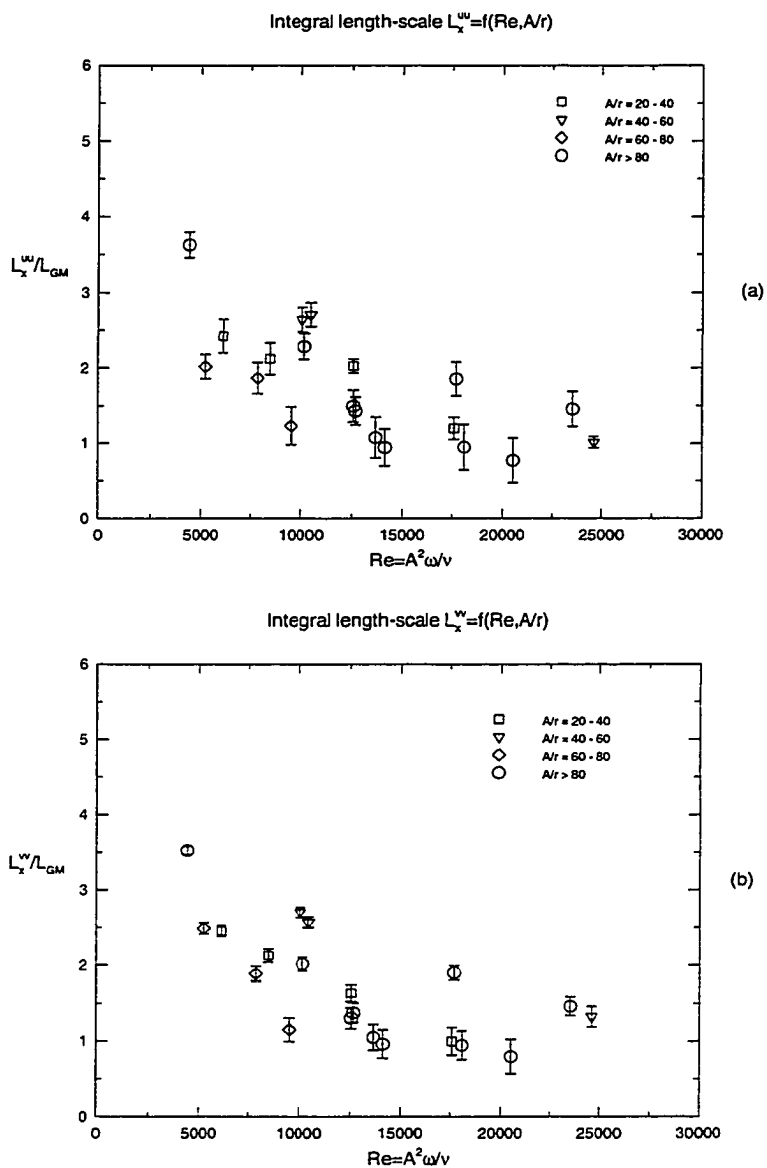 Integral length-scale L_x^uu=f(Re,A/r)
6
5
4
3
2
1
0
A/r = 20 - 40
A/r = 40 - 60
A/r = 60 - 80
A/r > 80
L_x^uu/L_GM
(a)
0 5000 10000 15000 20000 25000 30000
Re=A²ω/ν
Integral length-scale L_x^vv=f(Re,A/r)
6
5
4
3
2
1
0
A/r = 20 - 40
A/r = 40 - 60
A/r = 60 - 80
A/r > 80
L_x^vv/L_GM
(b)
0 5000 10000 15000 20000 25000 30000
Re=A²ω/ν